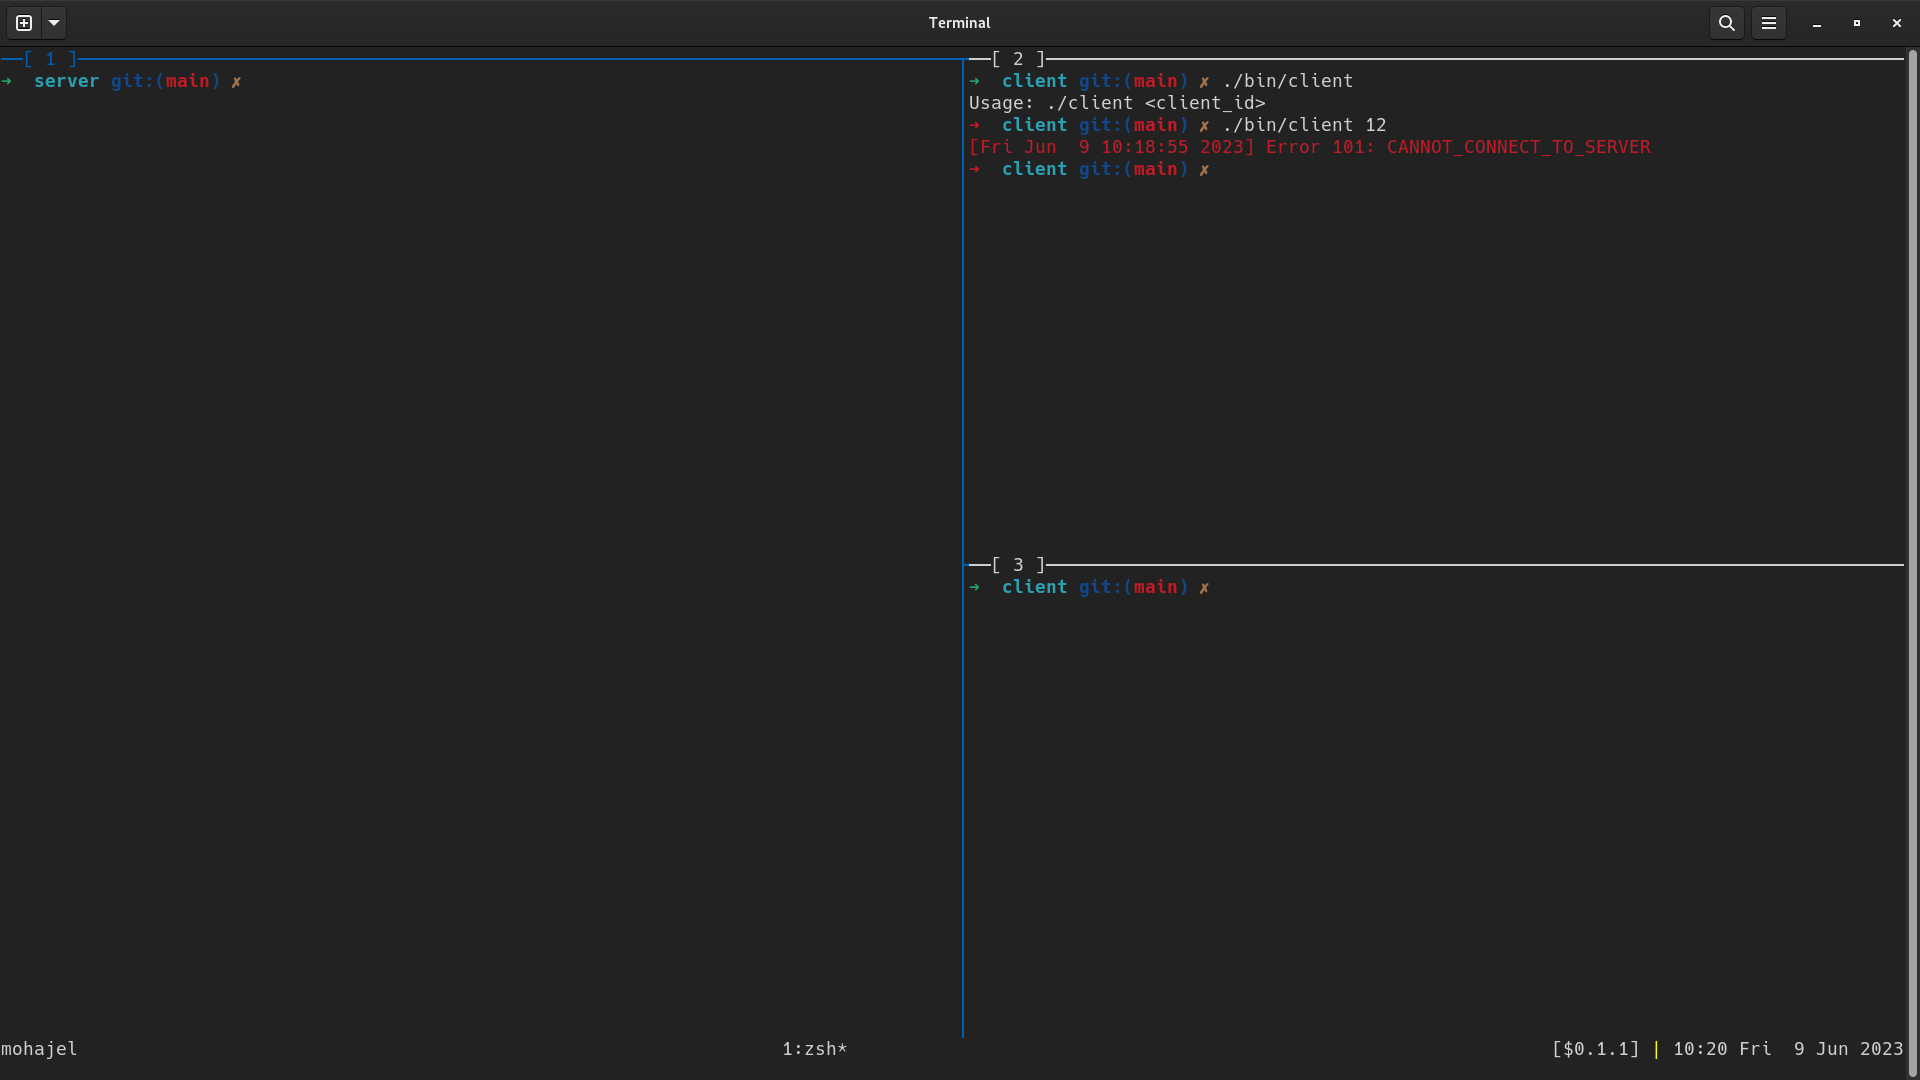 Terminal
[ 1 ]
➜  server git:(main) ✗
[ 2 ]
➜  client git:(main) ✗ ./bin/client
Usage: ./client <client_id>
➜  client git:(main) ✗ ./bin/client 12
[Fri Jun  9 10:18:55 2023] Error 101: CANNOT_CONNECT_TO_SERVER
➜  client git:(main) ✗
[ 3 ]
➜  client git:(main) ✗
mohajel
1:zsh*
[$0.1.1] | 10:20 Fri  9 Jun 2023